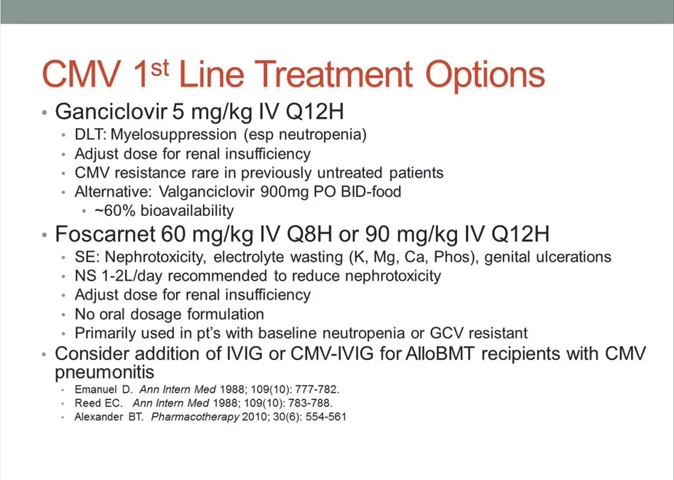 CMV 1st Line Treatment Options
• Ganciclovir 5 mg/kg IV Q12H
• DLT: Myelosuppression (esp neutropenia)
• Adjust dose for renal insufficiency
• CMV resistance rare in previously untreated patients
• Alternative: Valganciclovir 900mg PO BID-food
• ~60% bioavailability
• Foscarnet 60 mg/kg IV Q8H or 90 mg/kg IV Q12H
• SE: Nephrotoxicity, electrolyte wasting (K, Mg, Ca, Phos), genital ulcerations
• NS 1-2L/day recommended to reduce nephrotoxicity
• Adjust dose for renal insufficiency
• No oral dosage formulation
• Primarily used in pt's with baseline neutropenia or GCV resistant
• Consider addition of IVIG or CMV-IVIG for AlloBMT recipients with CMV
pneumonitis
• Emanuel D. Ann Intern Med 1988; 109(10): 777-782.
• Reed EC. Ann Intern Med 1988; 109(10): 783-788.
• Alexander BT. Pharmacotherapy 2010; 30(6): 554-561